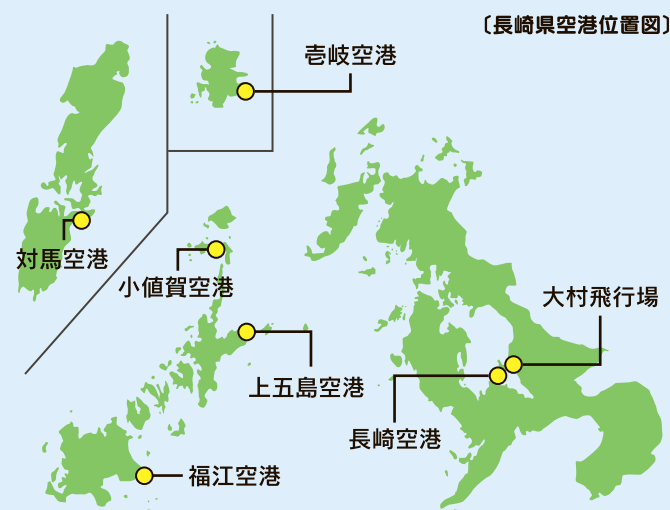 〔長崎県空港位置図〕
壱岐空港
対馬空港
小値賀空港
大村飛行場
上五島空港
長崎空港
福江空港